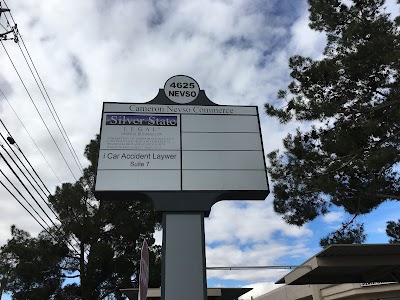 4625
NEVSO
Cameron Nevso Commerce
Silver State
LEGAL
Car Accident Laywer
Suite 7